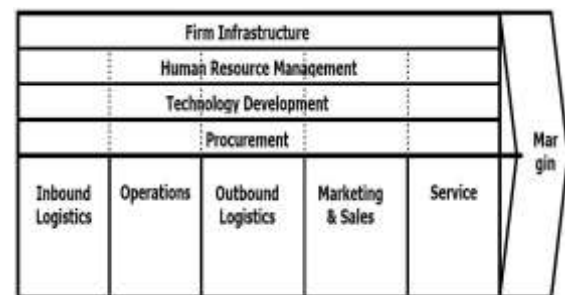 Firm Infrastructure
Human Resource Management
Technology Development
Procurement
Mar
gin
Inbound
Logistics
Operations
Outbound
Logistics
Marketing
& Sales
Service